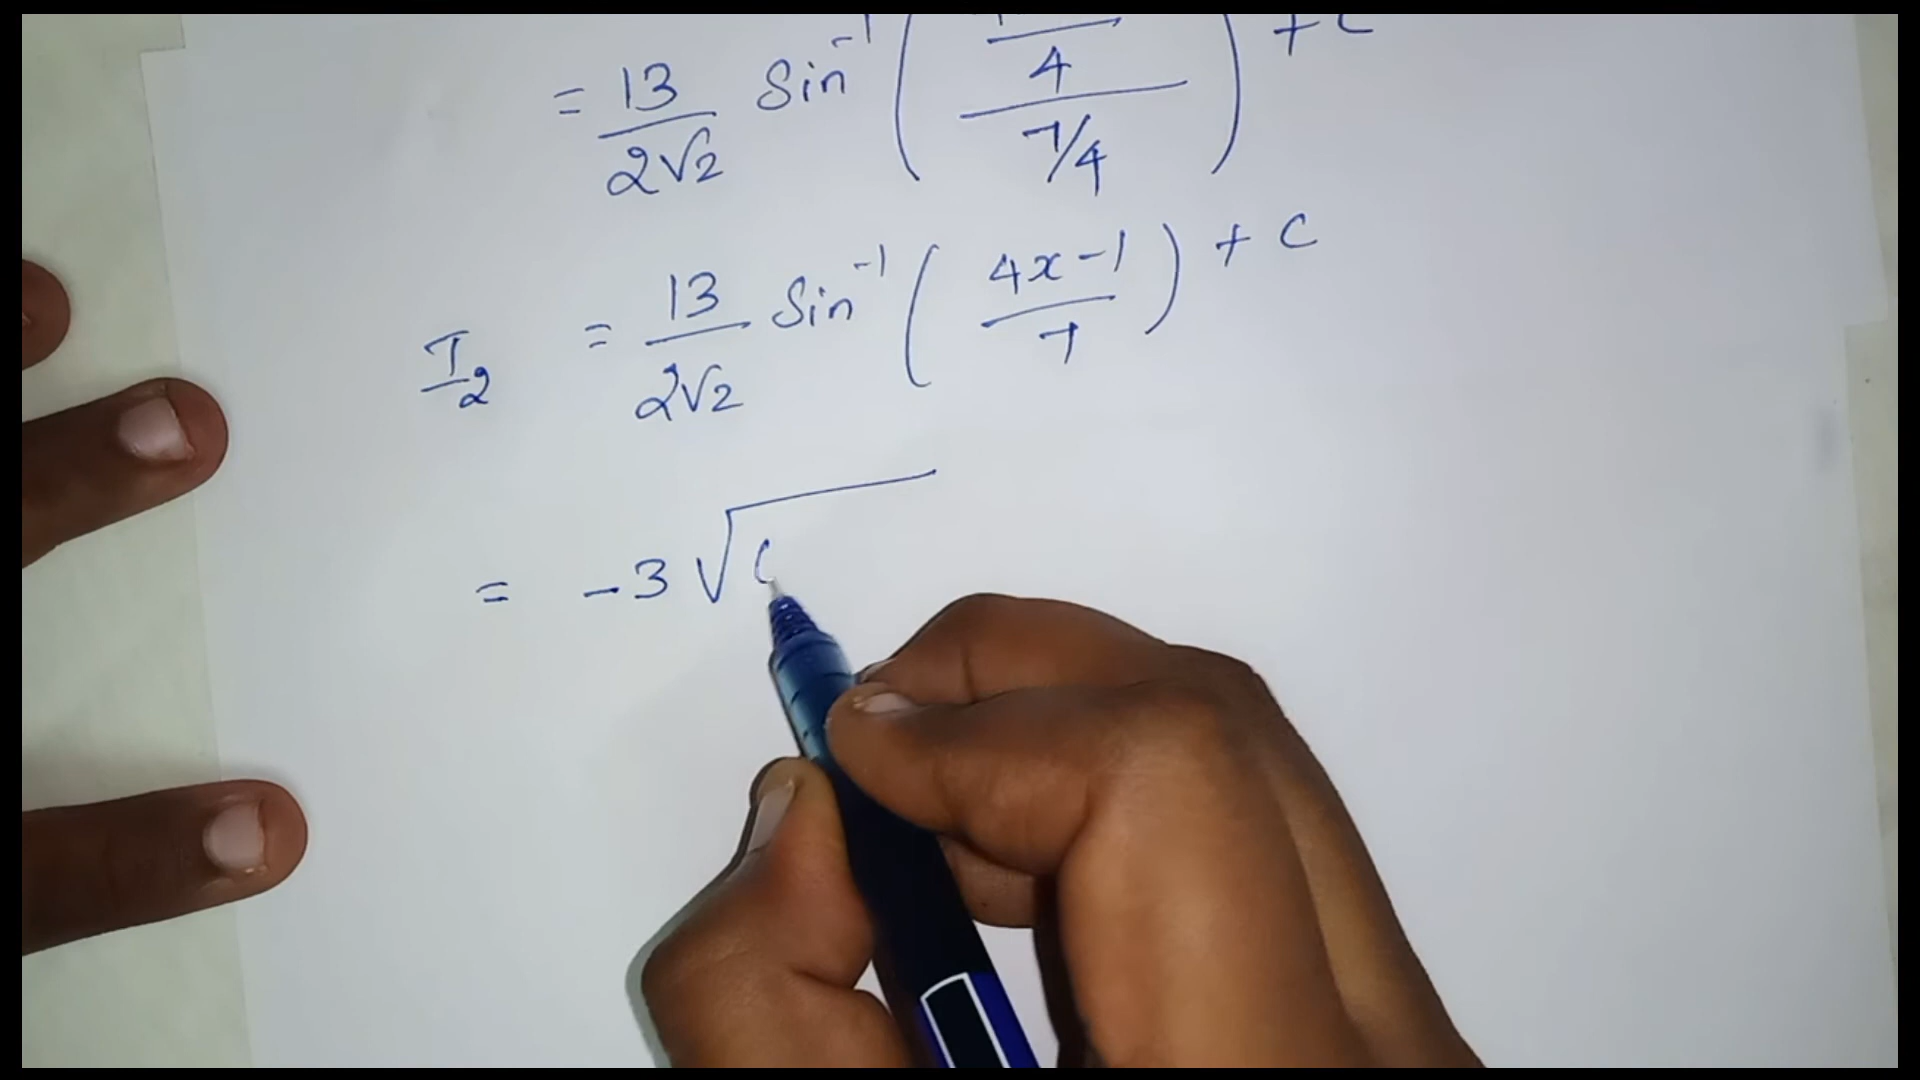 = 13/2√2 Sin⁻¹( /4 / 7/4 ) + C
I₂ = 13/2√2 Sin⁻¹( 4x-1/7 ) + C
= -3√(